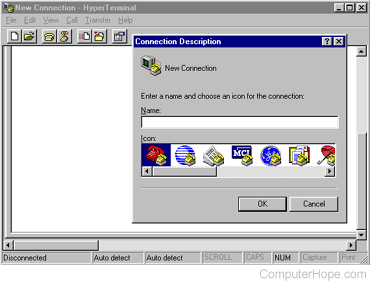 New Connection - HyperTerminal
File Edit View Call Transfer Help
Connection Description
New Connection
Enter a name and choose an icon for the connection:
Name:
Icon:
MCI
OK Cancel
Disconnected Auto detect Auto detect SCROLL CAPS NUM Capture Print
ComputerHope.com